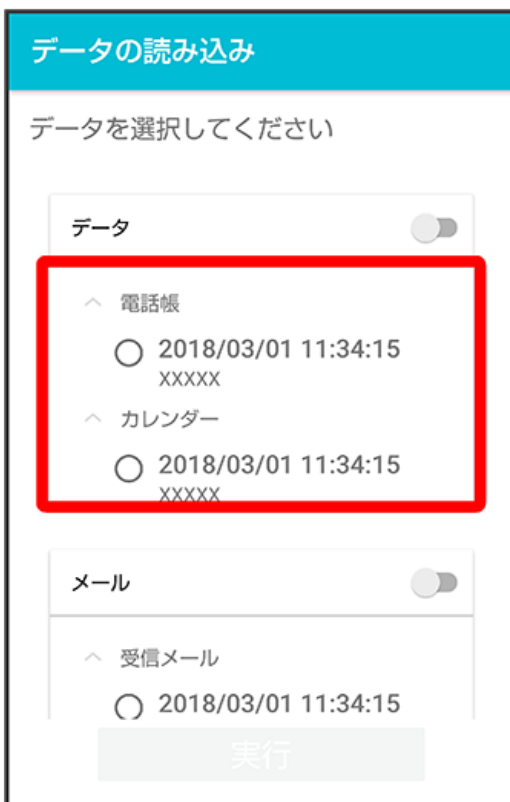 データの読み込み
データを選択してください
データ
電話帳
2018/03/01 11:34:15
XXXXX
カレンダー
2018/03/01 11:34:15
XXXXX
メール
受信メール
2018/03/01 11:34:15
実行